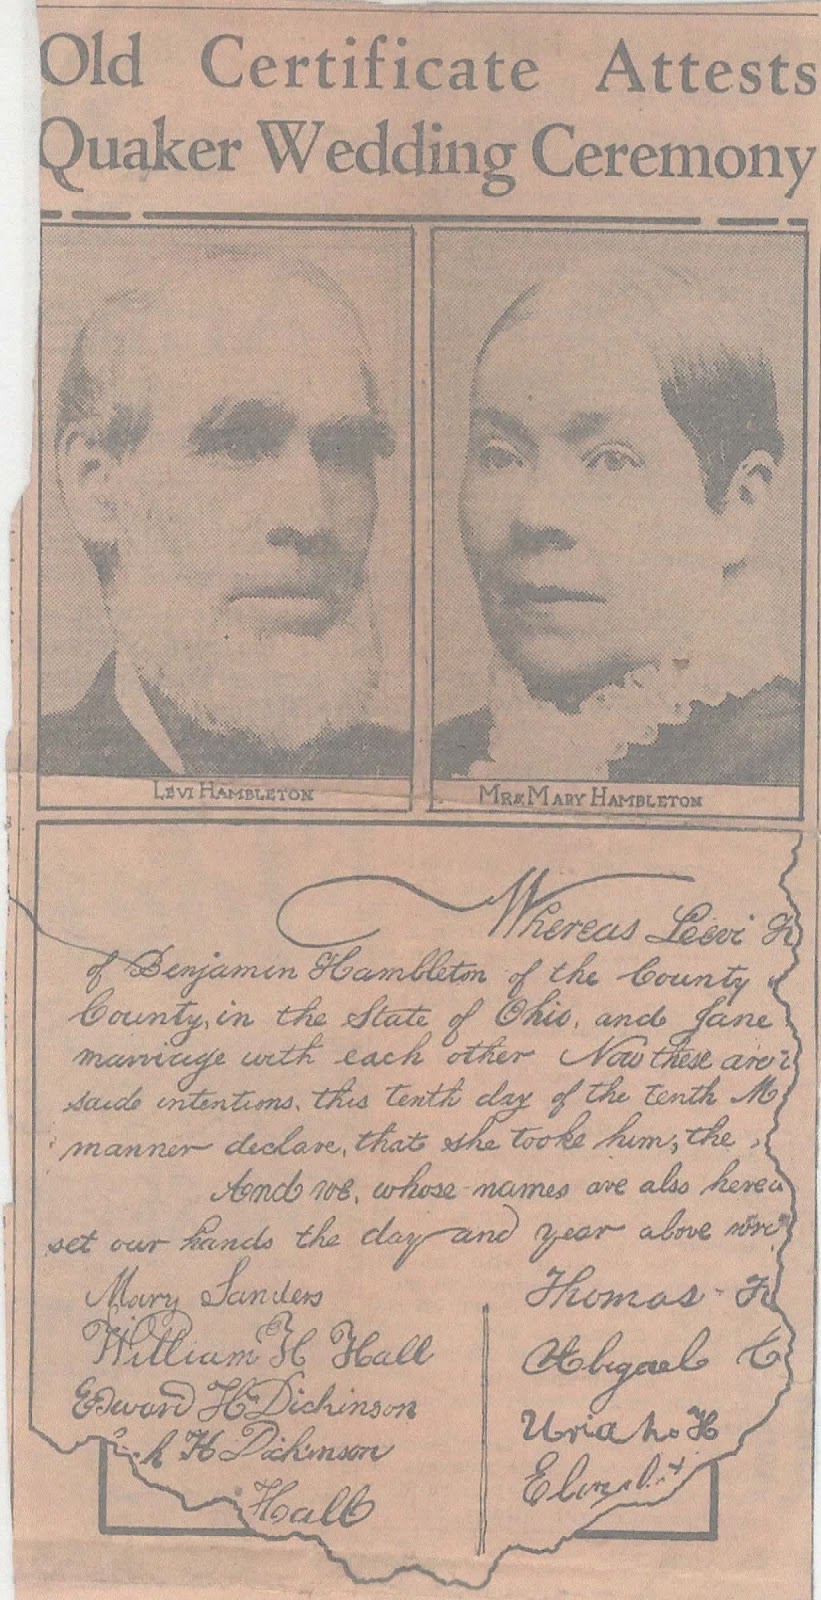 Old Certificate Attests
Quaker Wedding Ceremony
LEVI HAMBLETON
MRS. MARY HAMBLETON
Whereas Leevi
of Benjamin Hambleton of the County
County, in the State of Ohio, and Jane
marriage with each other Now these are
said intentions, this tenth day of the tenth M
manner declare, that she tooke him, the
And we, whose names are also here
set our hands the day and year above
Mary Sanders
Thomas
William H Hall
Abigael
Edward H Dickinson
Uriah H
H Dickinson
Hall